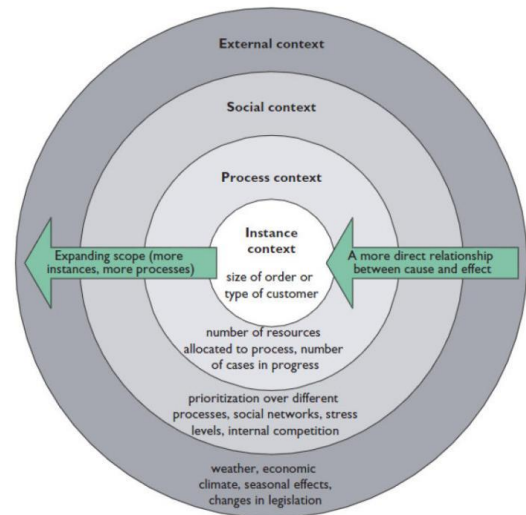 External context
Social context
Process context
Instance
context
Expanding scope (more
instances, more processes)
A more direct relationship
between cause and effect
size of order or
type of customer
number of resources
allocated to process, number
of cases in progress
prioritization over different
processes, social networks, stress
levels, internal competition
weather, economic
climate, seasonal effects,
changes in legislation